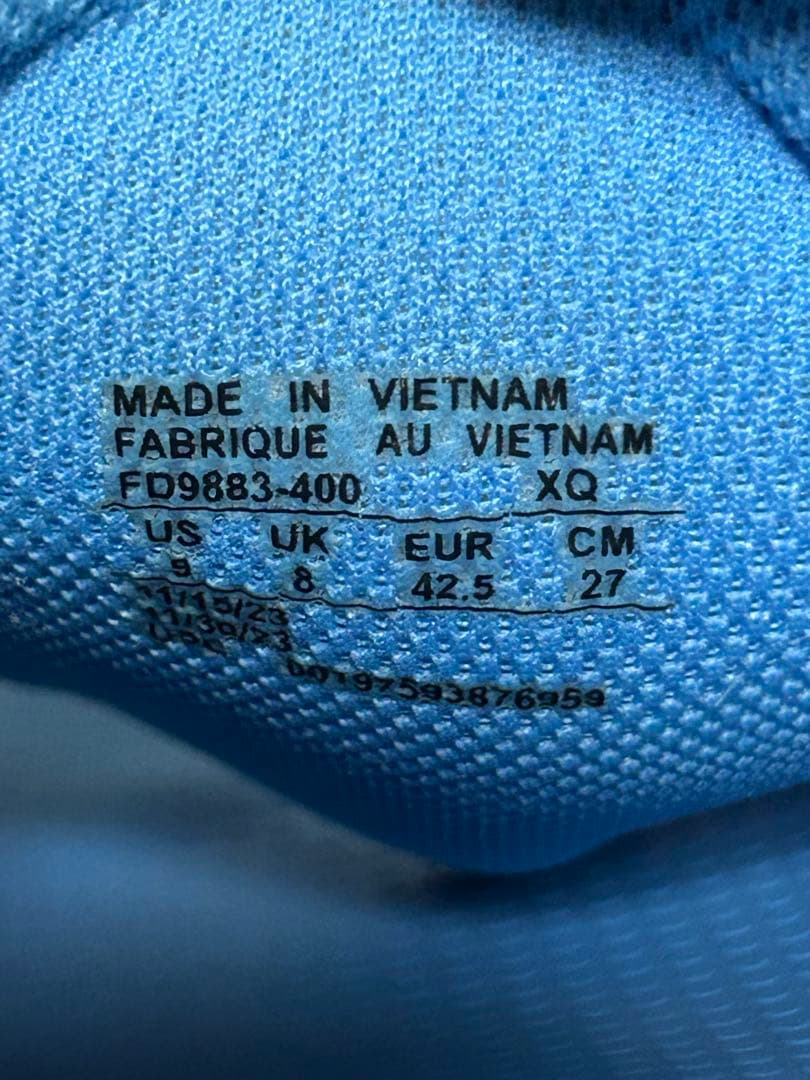 MADE IN VIETNAM
FABRIQUE AU VIETNAM
FD9883-400 XQ
US UK EUR CM
9 8 42.5 27
11/15/23
11/30/23
UPC
00197593876959